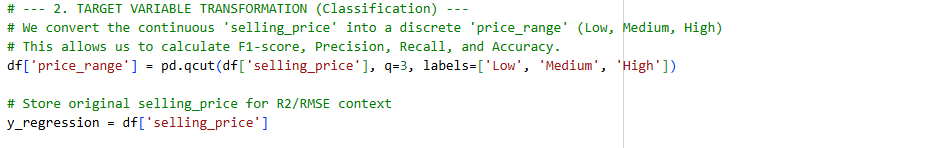 # --- 2. TARGET VARIABLE TRANSFORMATION (Classification) ---
# We convert the continuous 'selling_price' into a discrete 'price_range' (Low, Medium, High)
# This allows us to calculate F1-score, Precision, Recall, and Accuracy.
df['price_range'] = pd.qcut(df['selling_price'], q=3, labels=['Low', 'Medium', 'High'])
# Store original selling_price for R2/RMSE context
y_regression = df['selling_price']